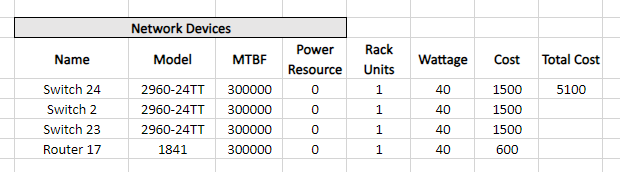 Network Devices
Name Model MTBF Power Resource Rack Units Wattage Cost Total Cost
Switch 24 2960-24TT 300000 0 1 40 1500 5100
Switch 2 2960-24TT 300000 0 1 40 1500
Switch 23 2960-24TT 300000 0 1 40 1500
Router 17 1841 300000 0 1 40 600